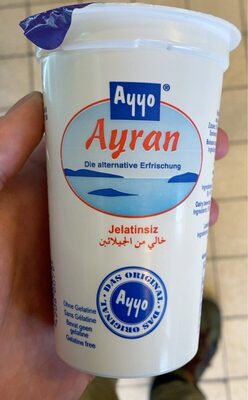 Ayyo®
Ayran
Die alternative Erfrischung
Jelatinsiz
خالي من الجيلاتين
DAS ORIGINAL · DAS ORIGINAL ·
Ayyo
Ohne Gelatine
Sans Gélatine
Bevat geen
gelatine
Gelatine free